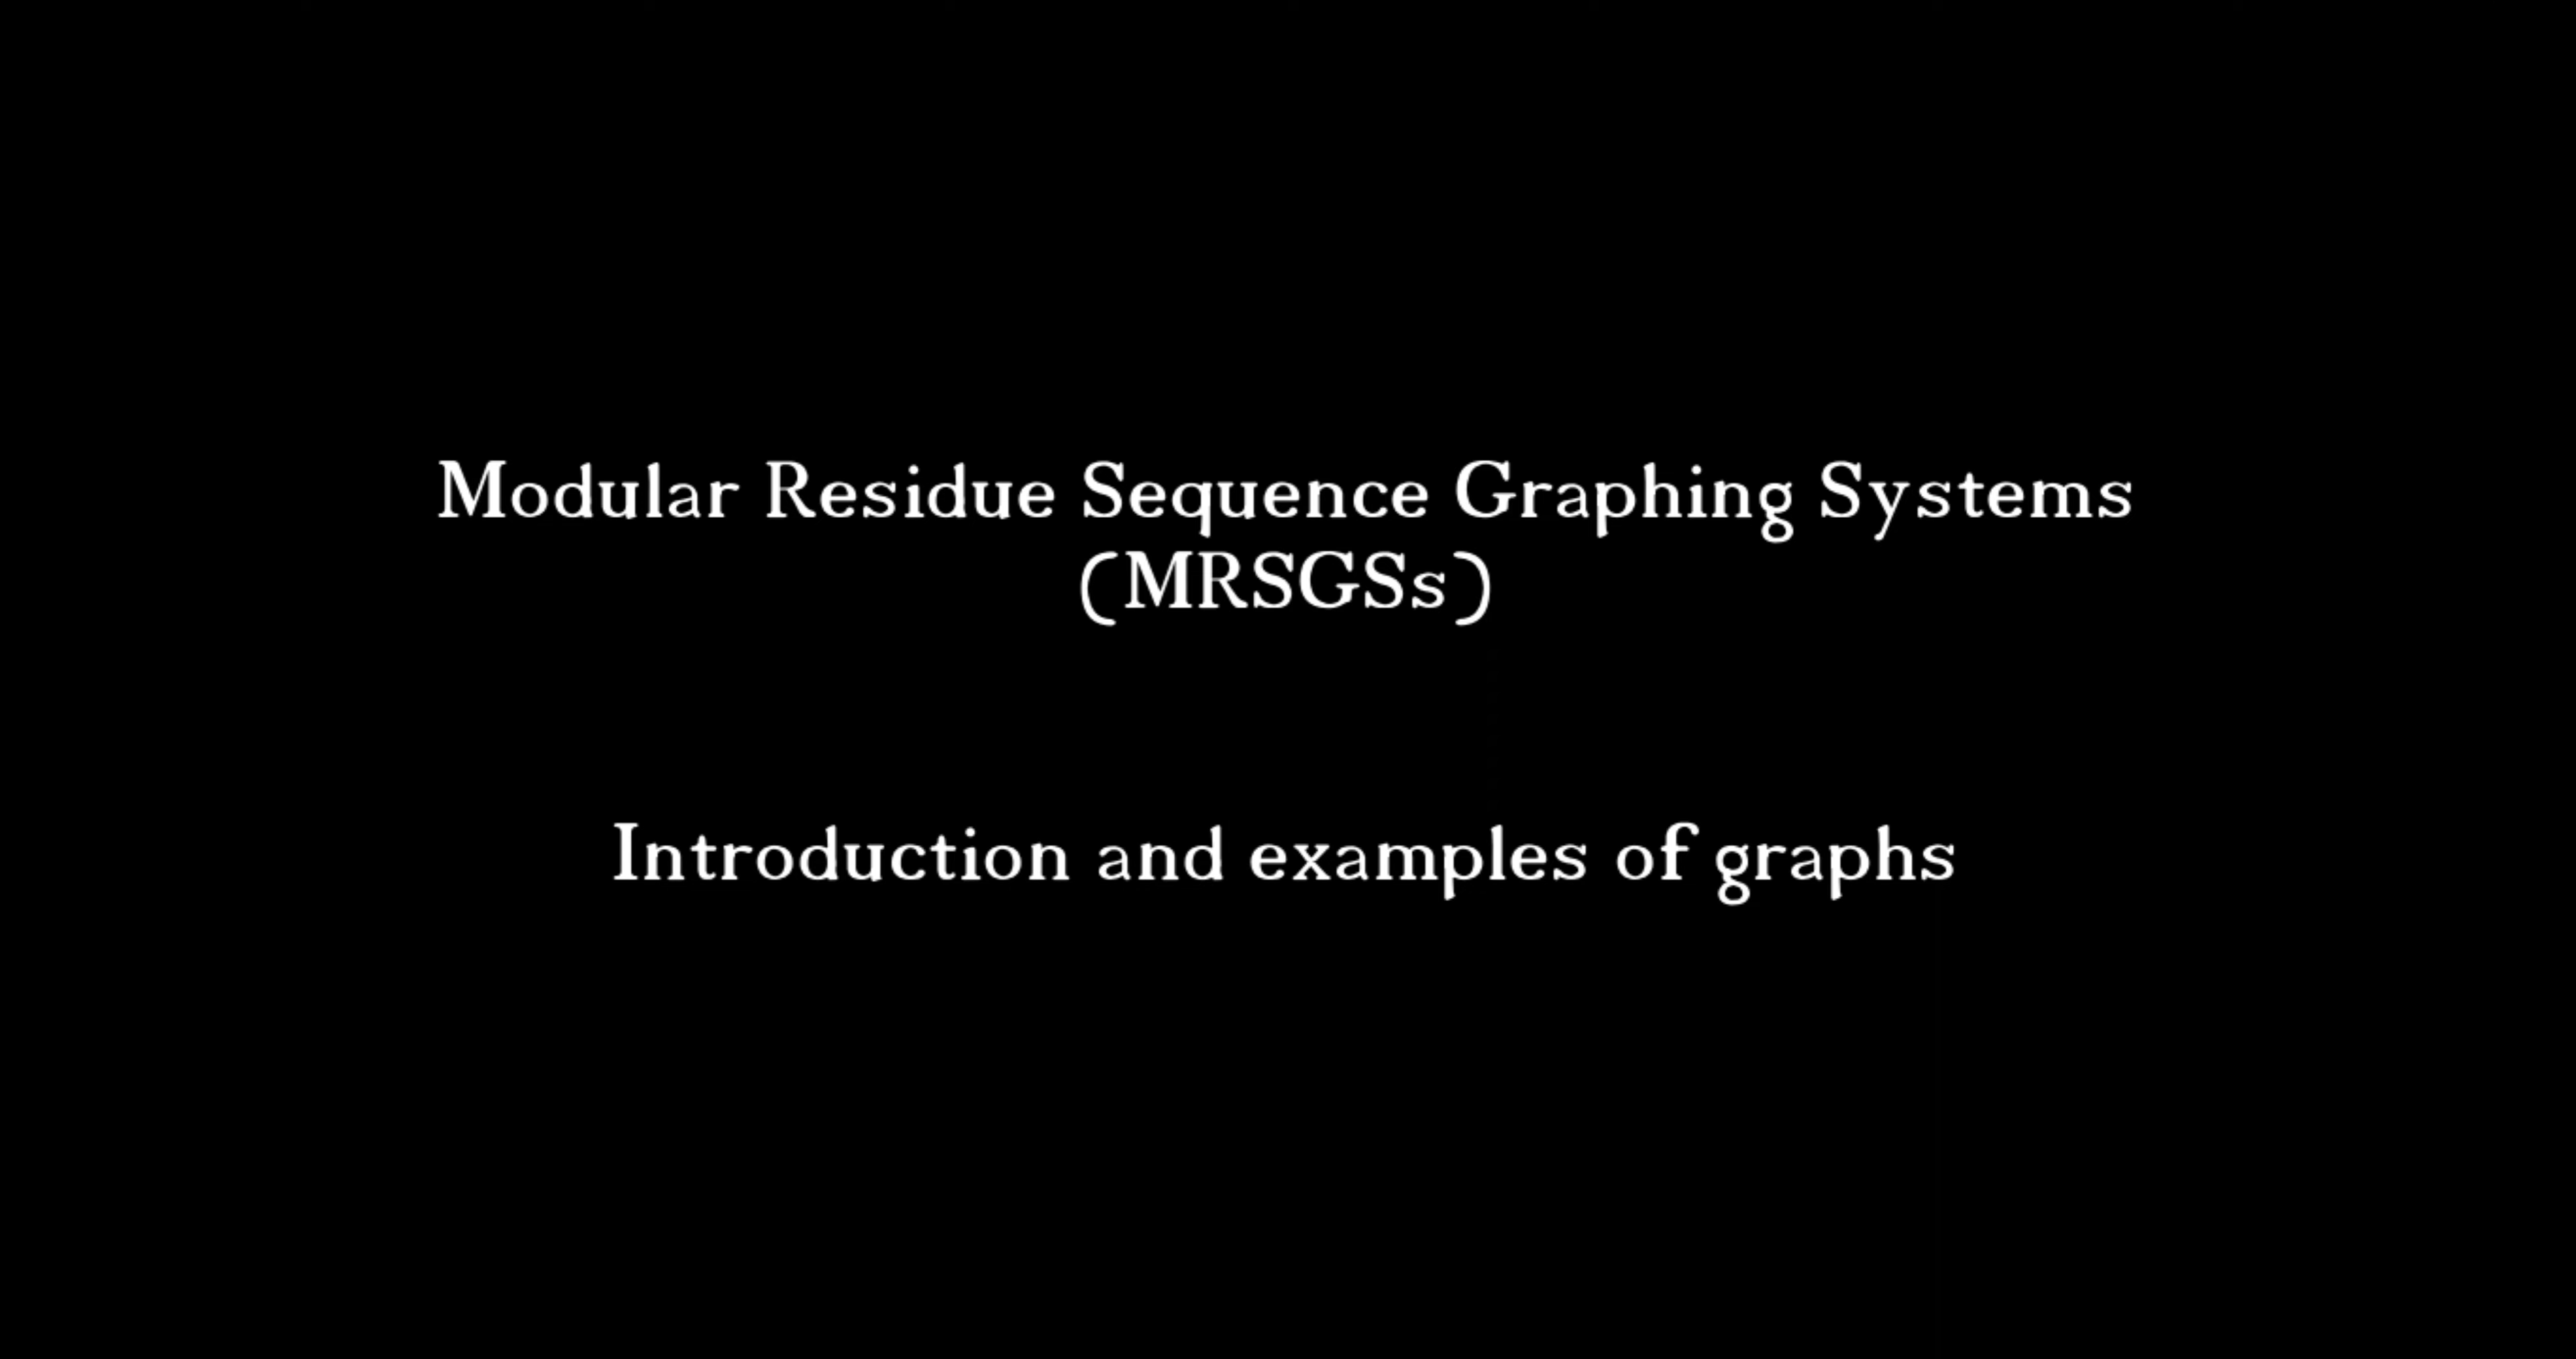 Modular Residue Sequence Graphing Systems
(MRSGSs)
Introduction and examples of graphs